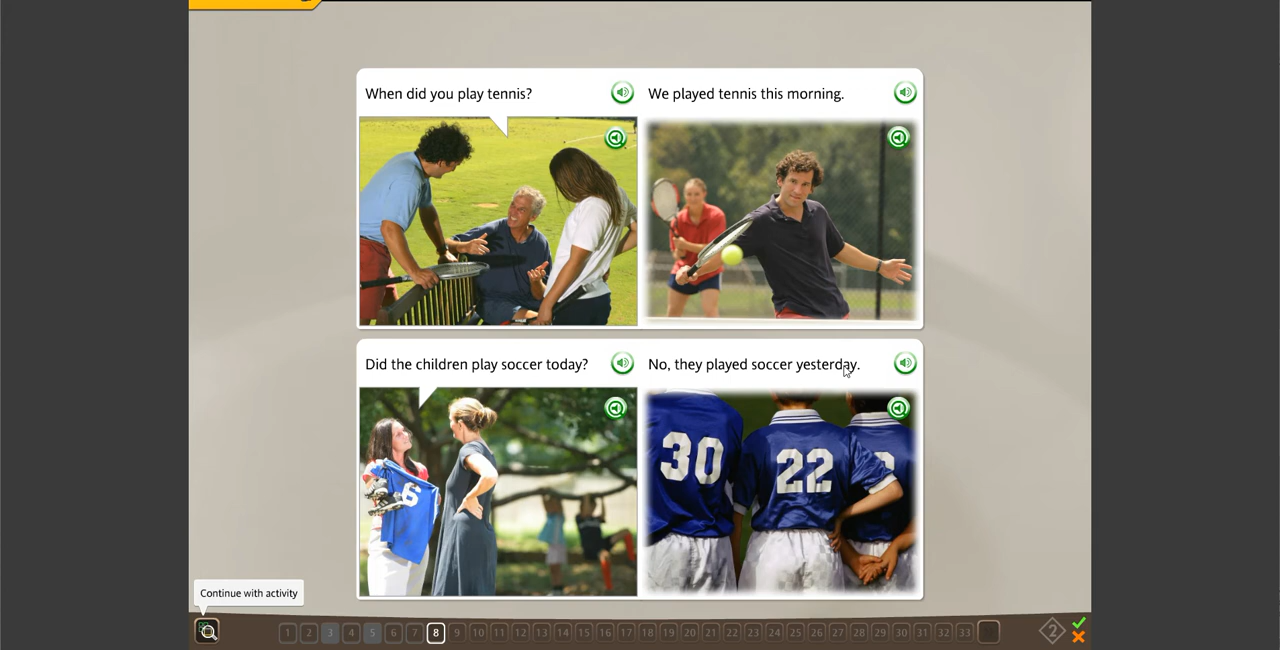 When did you play tennis?
We played tennis this morning.
Did the children play soccer today?
No, they played soccer yesterday.
6
30
22
Continue with activity
1 2 3 4 5 6 7 8 9 10 11 12 13 14 15 16 17 18 19 20 21 22 23 24 25 26 27 28 29 30 31 32 33
2